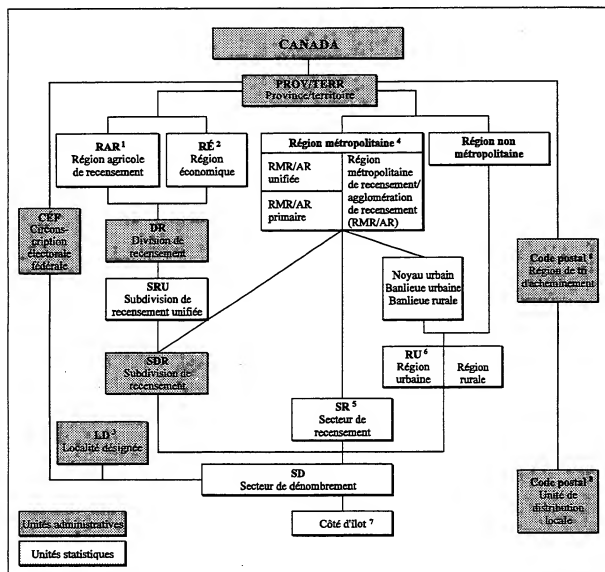 CANADA
PROV/TERR
Province/territoire
RAR 1
Région agricole
de recensement
RÉ 2
Région
économique
Région métropolitaine 4
RMR/AR
unifiée
RMR/AR
primaire
Région
métropolitaine
de recensement/
agglomération
de recensement
(RMR/AR)
Région non
métropolitaine
CÉF
Circons-
cription
électorale
fédérale
DR
Division de
recensement
SRU
Subdivision de
recensement unifiée
SDR
Subdivision de
recensement
Noyau urbain
Banlieue urbaine
Banlieue rurale
Code postal
Région de tri
d'acheminement
RU 6
Région
urbaine
Région
rurale
SR 5
Secteur de
recensement
LD 3
Localité désignée
SD
Secteur de dénombrement
Côté d'îlot 7
Code postal
Unité de
distribution
locale
Unités administratives
Unités statistiques